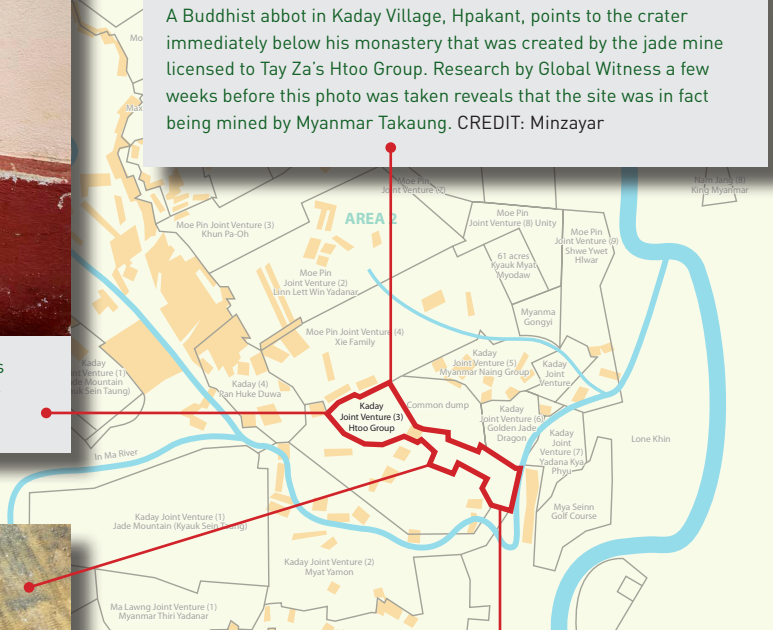 A Buddhist abbot in Kaday Village, Hpakant, points to the crater
immediately below his monastery that was created by the jade mine
licensed to Tay Za’s Htoo Group. Research by Global Witness a few
weeks before this photo was taken reveals that the site was in fact
being mined by Myanmar Takaung. CREDIT: Minzayar
Mo
Max
Moe Pin
Joint Venture (2)
Nam Jang (8)
King Myanmar
AREA 2
Moe Pin Joint Venture (3)
Khun Pa-Oh
Moe Pin
Joint Venture (8) Unity
Moe Pin
Joint Venture (9)
Shwe Ywet
Hlwar
61 acres
Kyauk Myat
Myodaw
Moe Pin
Joint Venture (2)
Linn Lett Win Yadanar
Myanma
Gongyi
Moe Pin Joint Venture (4)
Xie Family
s
Kaday
nt Venture (1)
de Mountain
uk Sein Taung)
Kaday
Joint Venture (5)
Myanmar Naing Group
Kaday
Joint
Venture
Kaday (4)
Pan Huke Duwa
Kaday
Joint Venture (3)
Htoo Group
Common dump
Kaday
Joint Venture (6)
Golden Jade
Dragon
Kaday
Joint
Venture (7)
Yadana Kya
Phyu
Lone Khin
In Ma River
Mya Seinn
Golf Course
Kaday Joint Venture (1)
Jade Mountain (Kyauk Sein Taung)
Kaday Joint Venture (2)
Myat Yamon
Ma Lawng Joint Venture (1)
Myanmar Thiri Yadanar